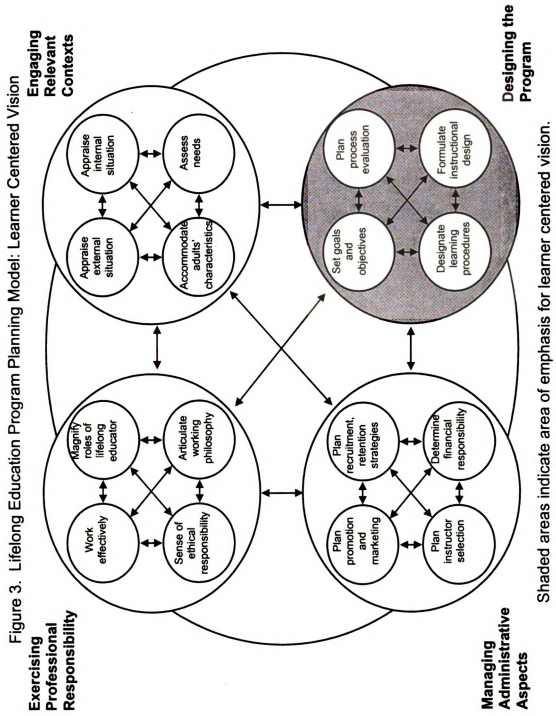 Figure 3. Lifelong Education Program Planning Model: Learner Centered Vision
Exercising
Professional
Responsibility
Engaging
Relevant
Contexts
Work
effectively
Magnify
roles of
lifelong
educator
Sense of
ethical
responsibility
Articulate
working
philosophy
Appraise
external
situation
Appraise
internal
situation
Accommodate
adults'
characteristics
Assess
needs
Plan
promotion
and
marketing
Plan
recruitment,
retention
strategies
Plan
instructor
selection
Determine
financial
responsibility
Set goals
and
objectives
Plan
process
evaluation
Designate
learning
procedures
Formulate
instructional
design
Managing
Administrative
Aspects
Designing the
Program
Shaded areas indicate area of emphasis for learner centered vision.